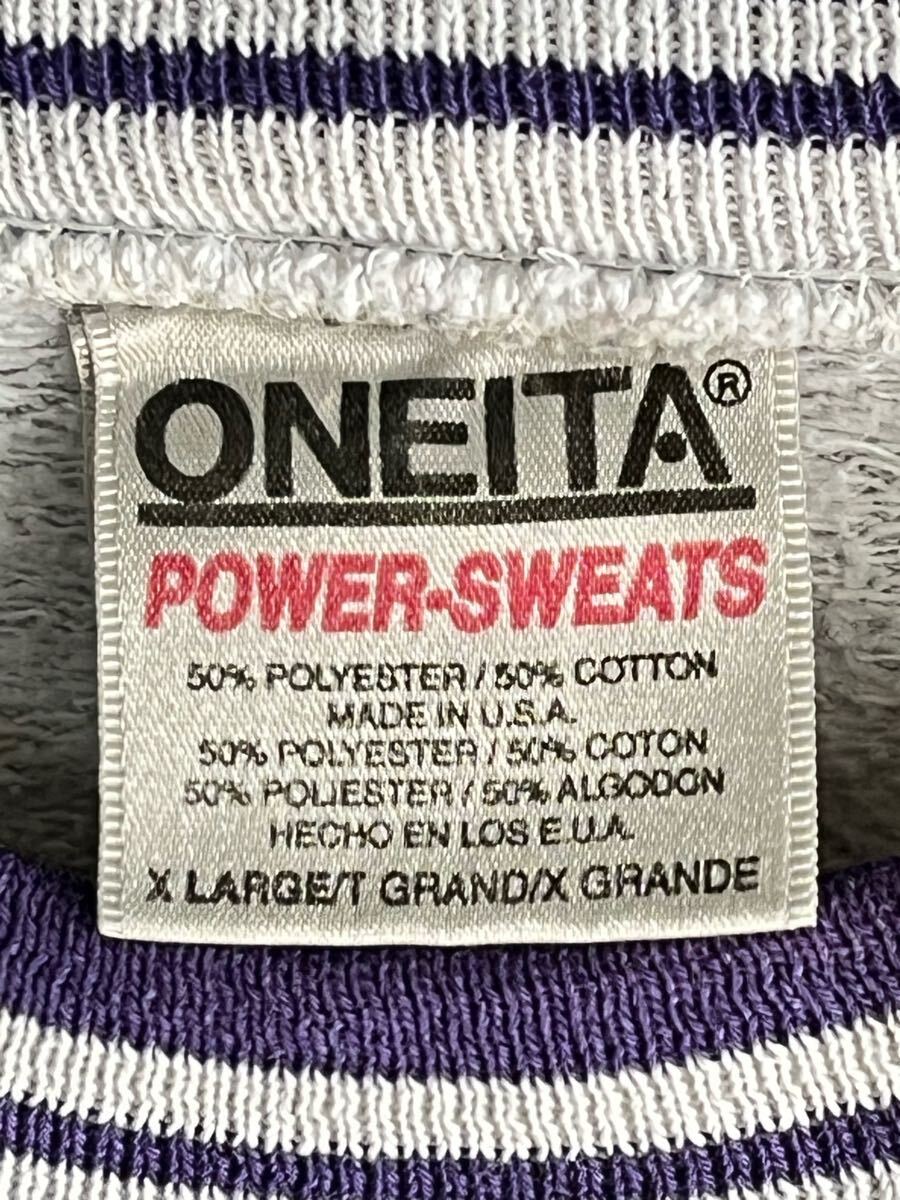 ONEITA®
POWER-SWEATS
50% POLYESTER / 50% COTTON
MADE IN U.S.A.
50% POLYESTER / 50% COTON
50% POLIESTER / 50% ALGODON
HECHO EN LOS E.U.A.
X LARGE/T GRAND/X GRANDE